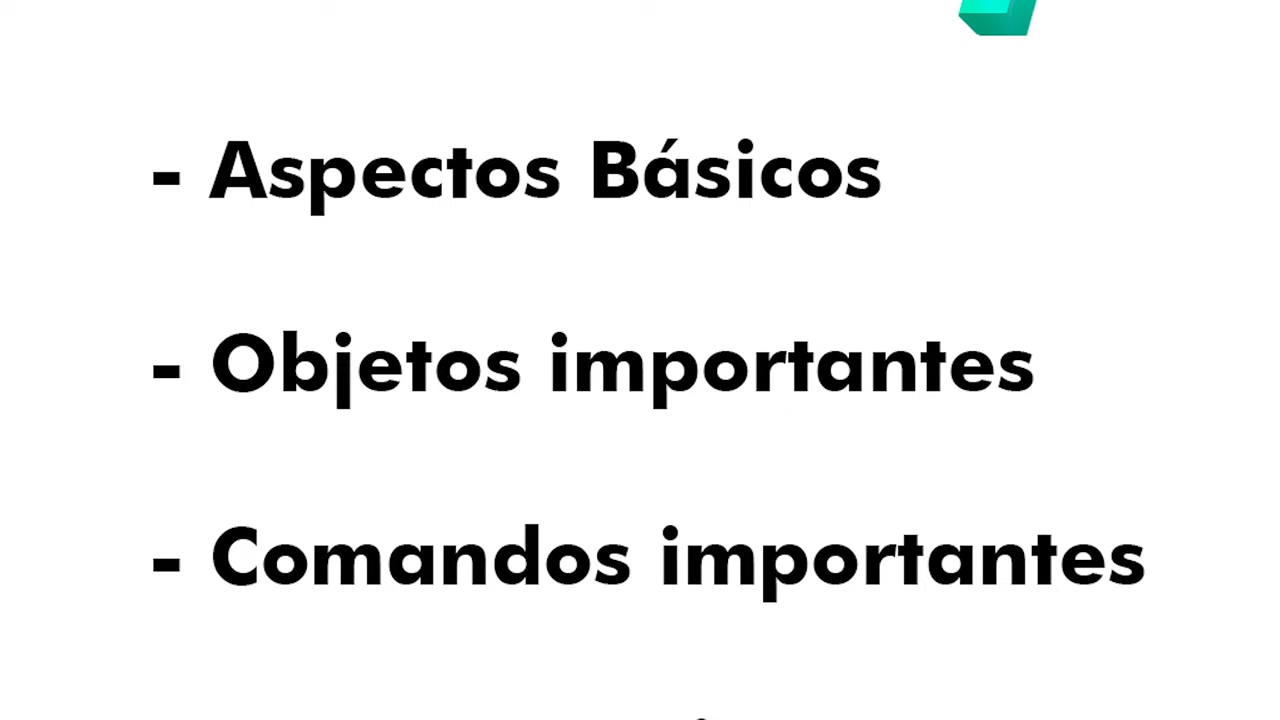 - Aspectos Básicos
- Objetos importantes
- Comandos importantes